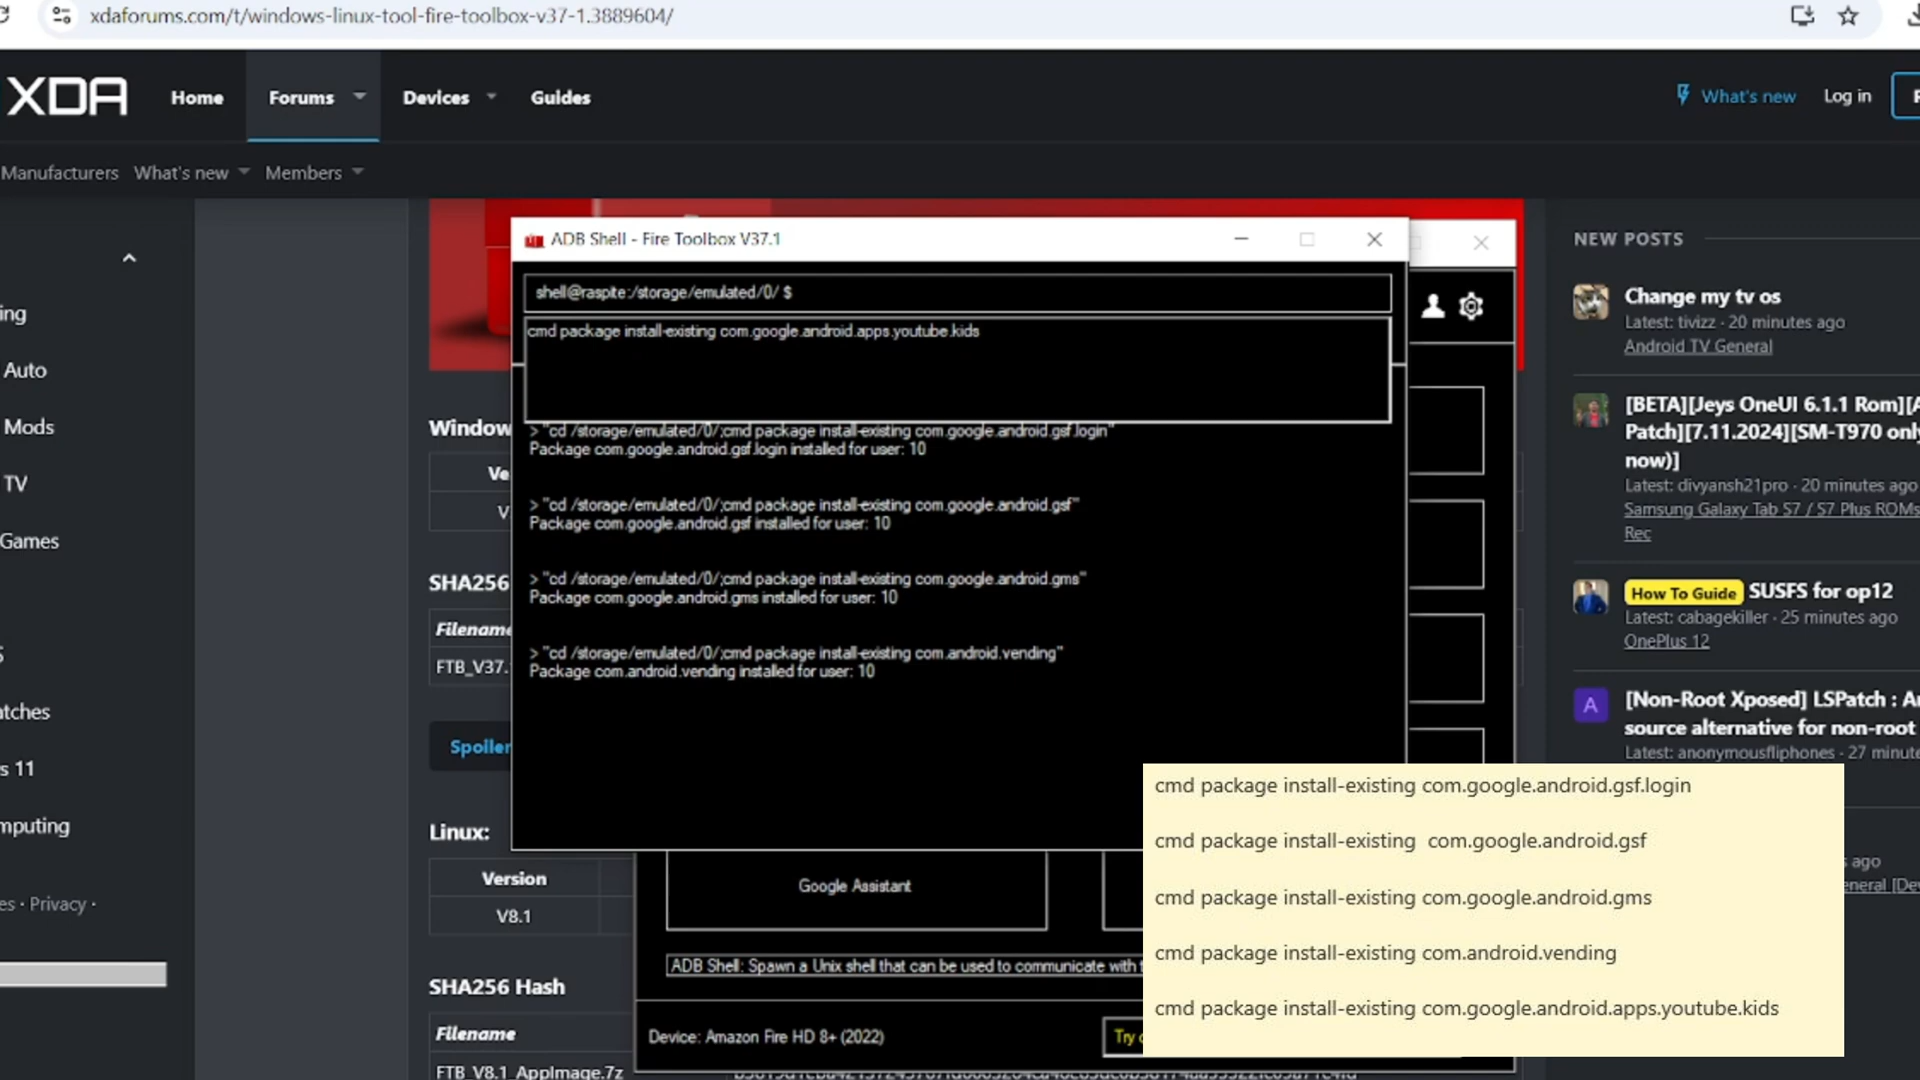 xdaforums.com/t/windows-linux-tool-fire-toolbox-v37-1.3889604/
XDA
Home
Forums
Devices
Guides
What's new
Log in
Manufacturers
What's new
Members
ing
Auto
Mods
TV
Games
s 11
es · Privacy ·
ADB Shell - Fire Toolbox V37.1
shell@raspite:/storage/emulated/0/ $
cmd package install-existing com.google.android.apps.youtube.kids
> "cd /storage/emulated/0/;cmd package install-existing com.google.android.gsf.login"
Package com.google.android.gsf.login installed for user: 10
> "cd /storage/emulated/0/;cmd package install-existing com.google.android.gsf"
Package com.google.android.gsf installed for user: 10
> "cd /storage/emulated/0/;cmd package install-existing com.google.android.gms"
Package com.google.android.gms installed for user: 10
> "cd /storage/emulated/0/;cmd package install-existing com.android.vending"
Package com.android.vending installed for user: 10
Window
Ve
V
SHA256
Filename
FTB_V37.
Spoiler
Linux:
Version
V8.1
SHA256 Hash
Filename
FTB_V8.1_AppImage.7z
Google Assistant
ADB Shell: Spawn a Unix shell that can be used to communicate with
Device: Amazon Fire HD 8+ (2022)
Try
cmd package install-existing com.google.android.gsf.login
cmd package install-existing  com.google.android.gsf
cmd package install-existing com.google.android.gms
cmd package install-existing com.android.vending
cmd package install-existing com.google.android.apps.youtube.kids
NEW POSTS
Change my tv os
Latest: tivizz · 20 minutes ago
Android TV General
[BETA][Jeys OneUI 6.1.1 Rom][A
Patch][7.11.2024][SM-T970 only
now)]
Latest: divyansh21pro · 20 minutes ago
Samsung Galaxy Tab S7 / S7 Plus ROMs
Rec
How To Guide SUSFS for op12
Latest: cabagekiller · 25 minutes ago
OnePlus 12
A
[Non-Root Xposed] LSPatch : A
source alternative for non-root
Latest: anonymousfliphones · 27 minute
s ago
eneral [Dev